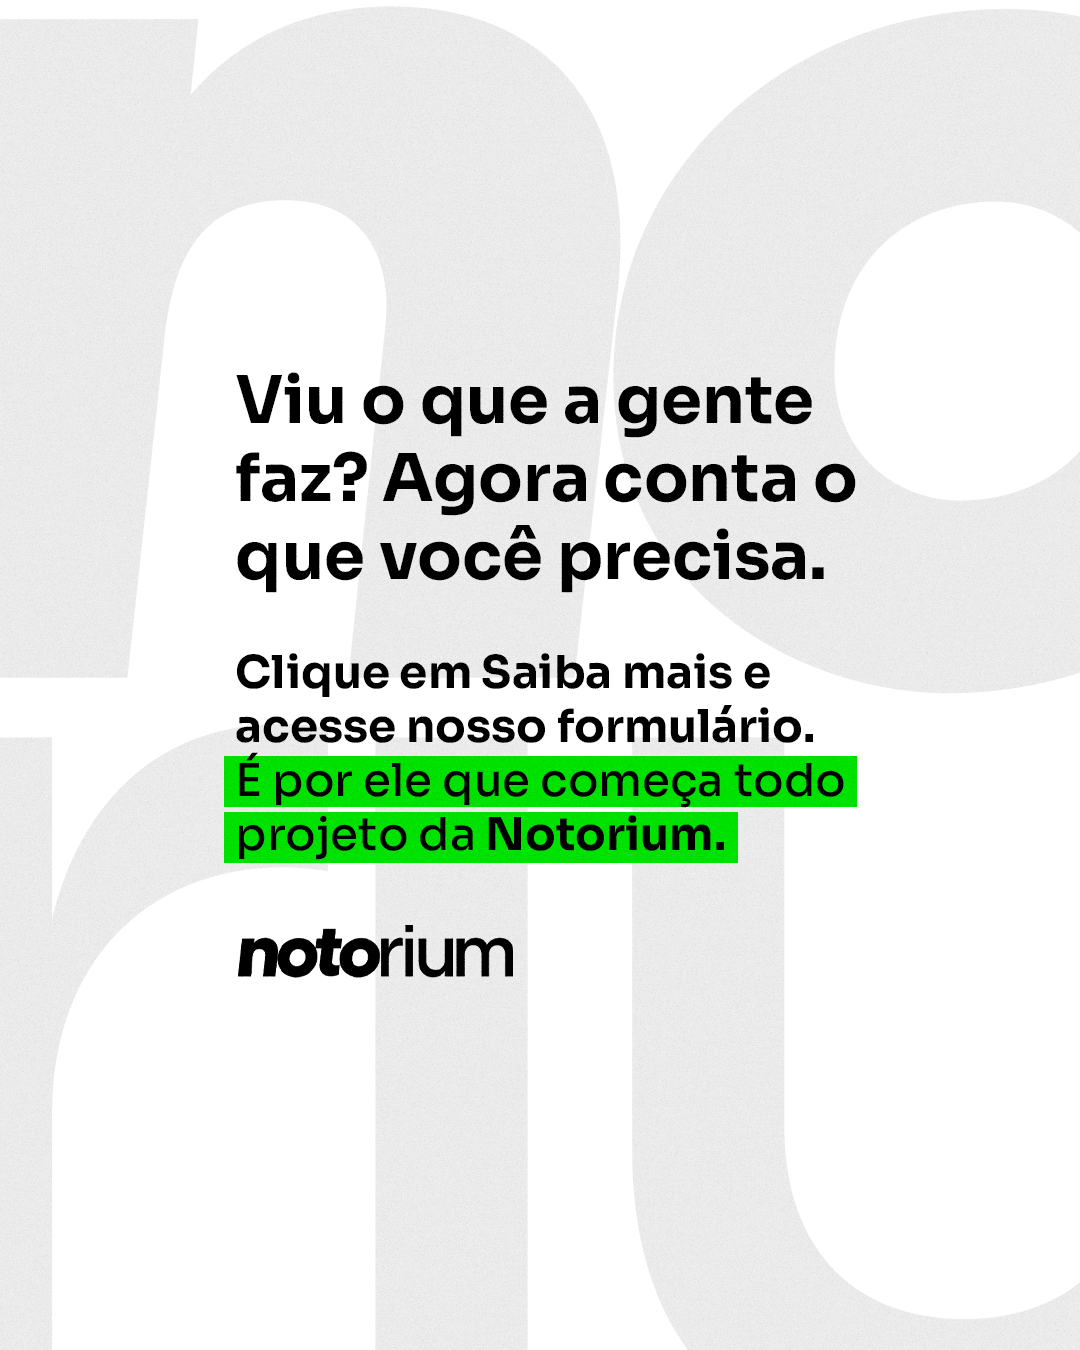 Viu o que a gente
faz? Agora conta o
que você precisa.
Clique em Saiba mais e
acesse nosso formulário.
É por ele que começa todo
projeto da Notorium.
notorium